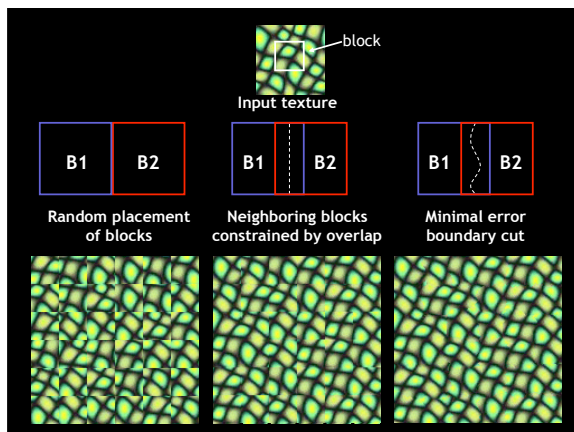 block
Input texture
B1
B2
B1
B2
B1
B2
Random placement
of blocks
Neighboring blocks
constrained by overlap
Minimal error
boundary cut